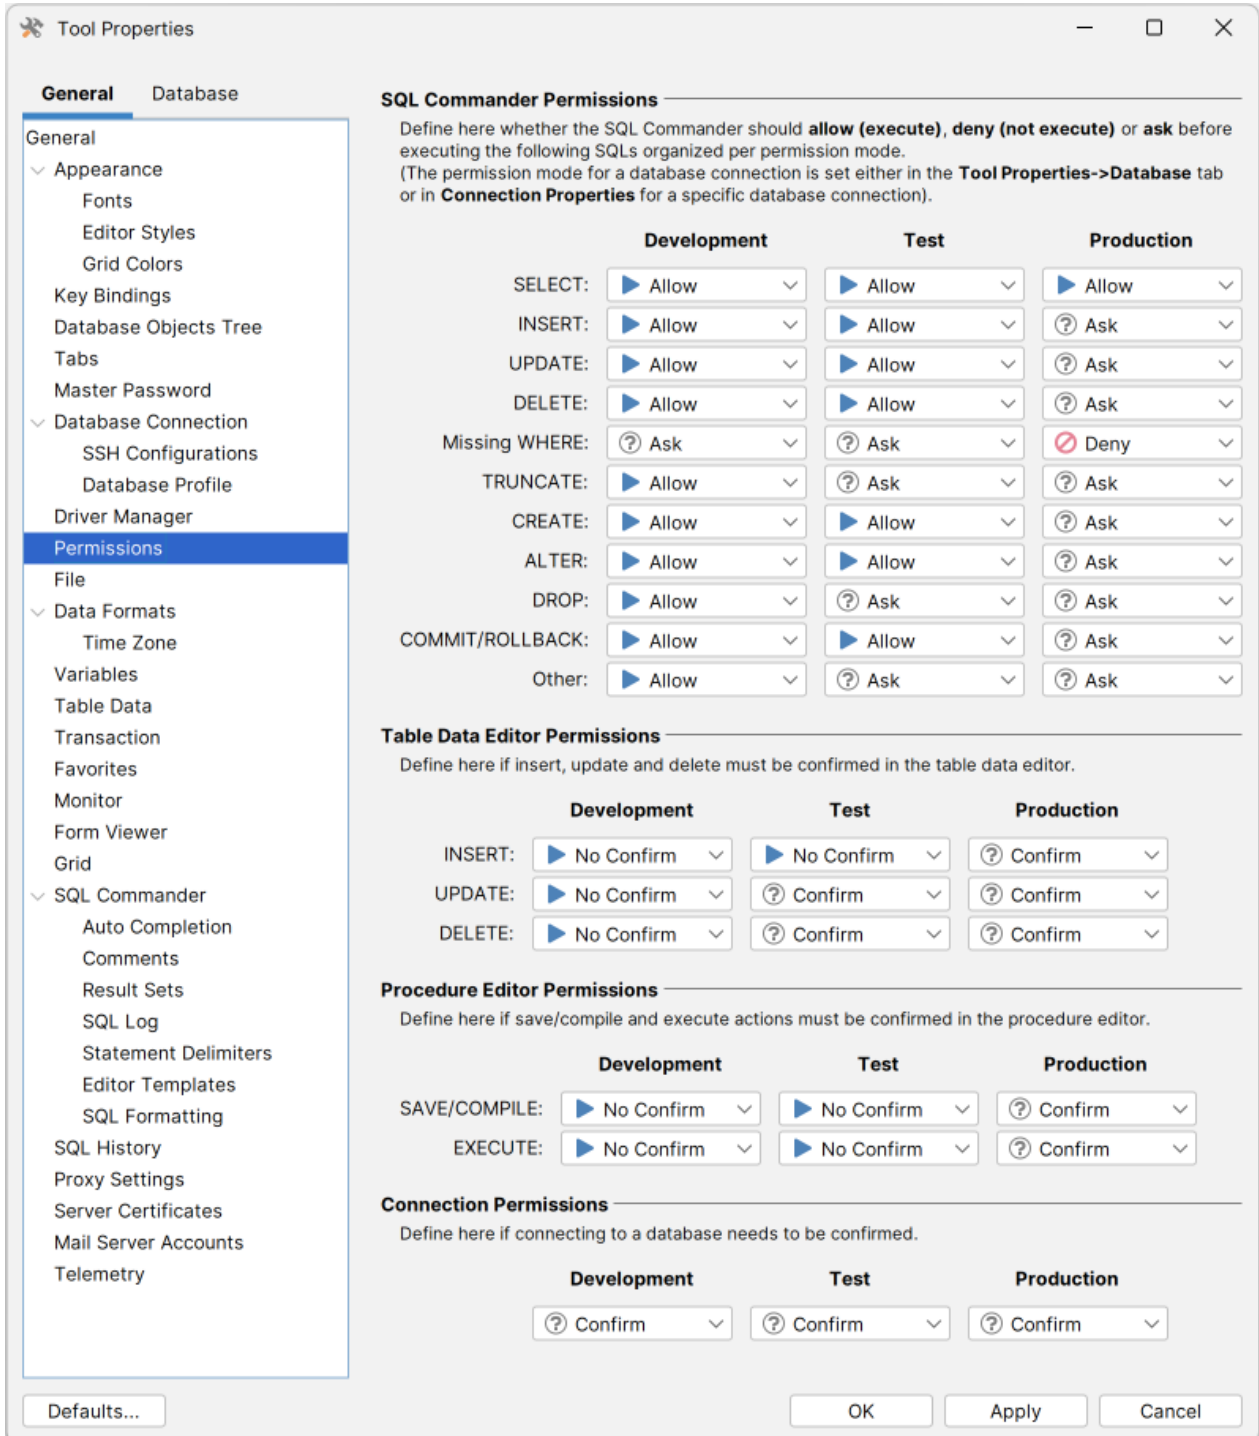 Tool Properties
General Database
General
Appearance
Fonts
Editor Styles
Grid Colors
Key Bindings
Database Objects Tree
Tabs
Master Password
Database Connection
SSH Configurations
Database Profile
Driver Manager
Permissions
File
Data Formats
Time Zone
Variables
Table Data
Transaction
Favorites
Monitor
Form Viewer
Grid
SQL Commander
Auto Completion
Comments
Result Sets
SQL Log
Statement Delimiters
Editor Templates
SQL Formatting
SQL History
Proxy Settings
Server Certificates
Mail Server Accounts
Telemetry
SQL Commander Permissions
Define here whether the SQL Commander should allow (execute), deny (not execute) or ask before
executing the following SQLs organized per permission mode.
(The permission mode for a database connection is set either in the Tool Properties->Database tab
or in Connection Properties for a specific database connection).
Development Test Production
SELECT: Allow Allow Allow
INSERT: Allow Allow Ask
UPDATE: Allow Allow Ask
DELETE: Allow Allow Ask
Missing WHERE: Ask Ask Deny
TRUNCATE: Allow Ask Ask
CREATE: Allow Allow Ask
ALTER: Allow Allow Ask
DROP: Allow Ask Ask
COMMIT/ROLLBACK: Allow Allow Ask
Other: Allow Ask Ask
Table Data Editor Permissions
Define here if insert, update and delete must be confirmed in the table data editor.
Development Test Production
INSERT: No Confirm No Confirm Confirm
UPDATE: No Confirm Confirm Confirm
DELETE: No Confirm Confirm Confirm
Procedure Editor Permissions
Define here if save/compile and execute actions must be confirmed in the procedure editor.
Development Test Production
SAVE/COMPILE: No Confirm No Confirm Confirm
EXECUTE: No Confirm No Confirm Confirm
Connection Permissions
Define here if connecting to a database needs to be confirmed.
Development Test Production
Confirm Confirm Confirm
Defaults... OK Apply Cancel